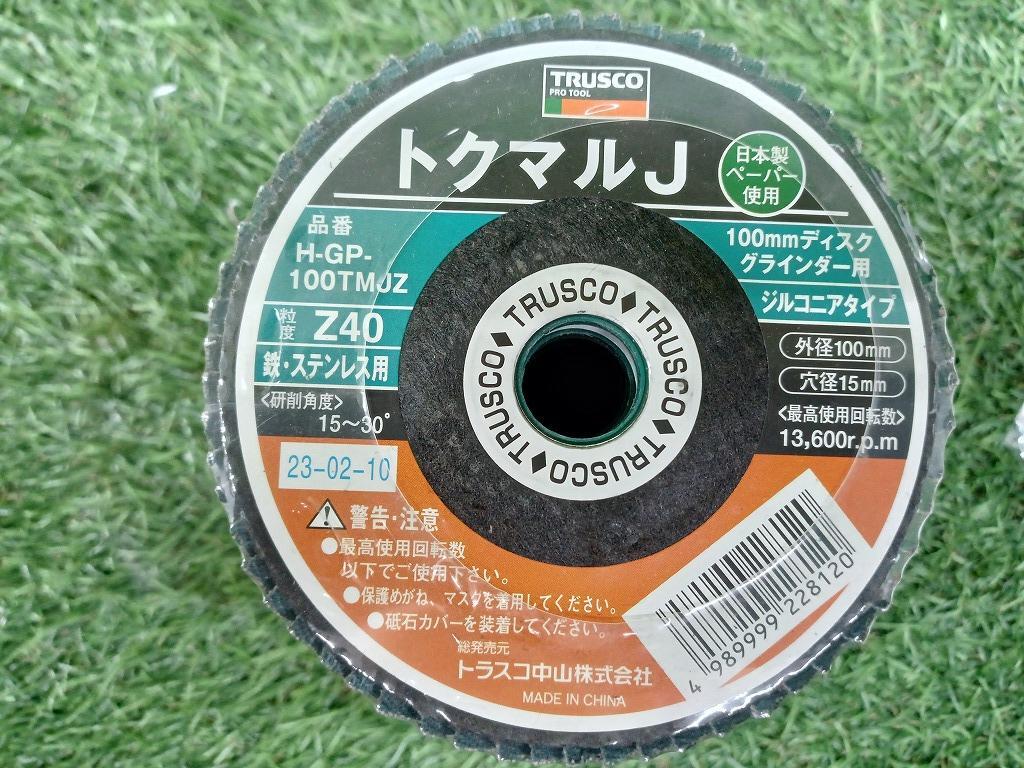 TRUSCO
PRO TOOL
トクマルJ
日本製
ペーパー
使用
品番
H-GP-
100TMJZ
粒度 Z40
鉄・ステンレス用
<研削角度>
15～30°
23-02-10
100mmディスク
グラインダー用
ジルコニアタイプ
外径100mm
穴径15mm
<最高使用回転数>
13,600r.p.m
TRUSCO◆TRUSCO◆TRUSCO◆TRUSCO◆
警告・注意
●最高使用回転数
以下でご使用下さい。
●保護めがね、マスクを着用してください。
●砥石カバーを装着してください。
総発売元
トラスコ中山株式会社
MADE IN CHINA
4 989999 228120